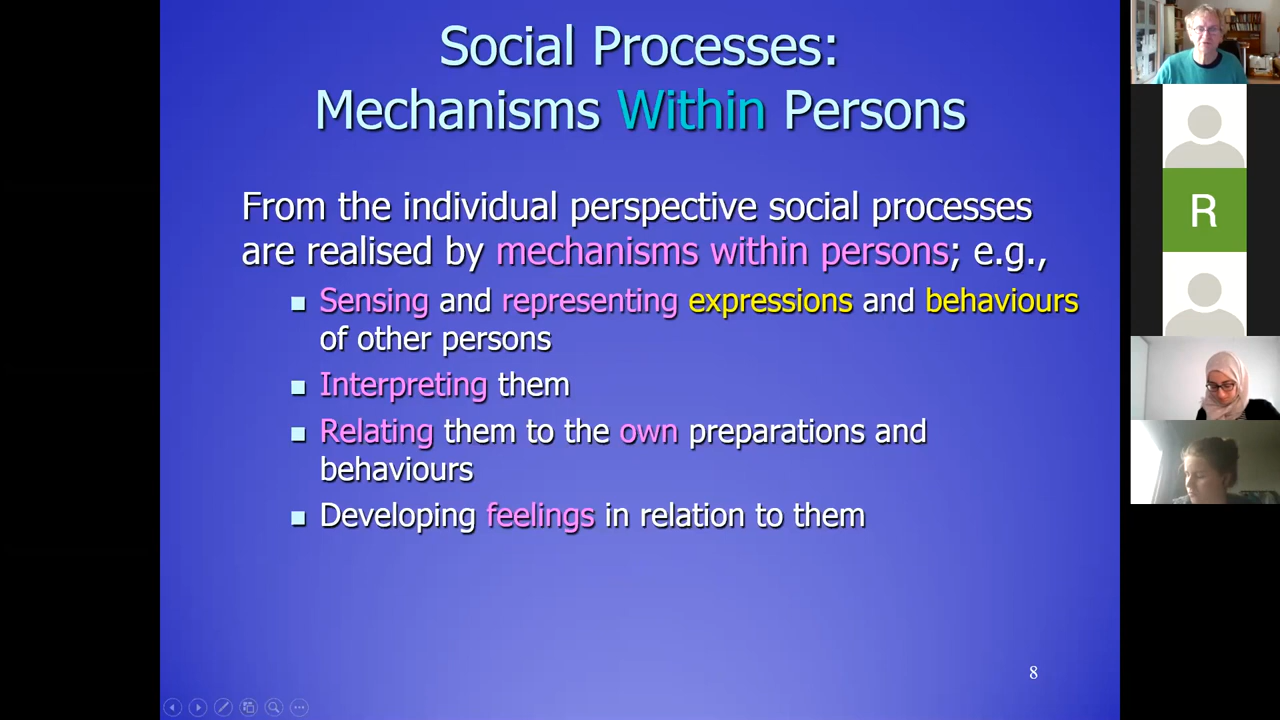 Social Processes:
Mechanisms Within Persons
From the individual perspective social processes
are realised by mechanisms within persons; e.g.,
Sensing and representing expressions and behaviours
of other persons
Interpreting them
Relating them to the own preparations and
behaviours
Developing feelings in relation to them
8
R